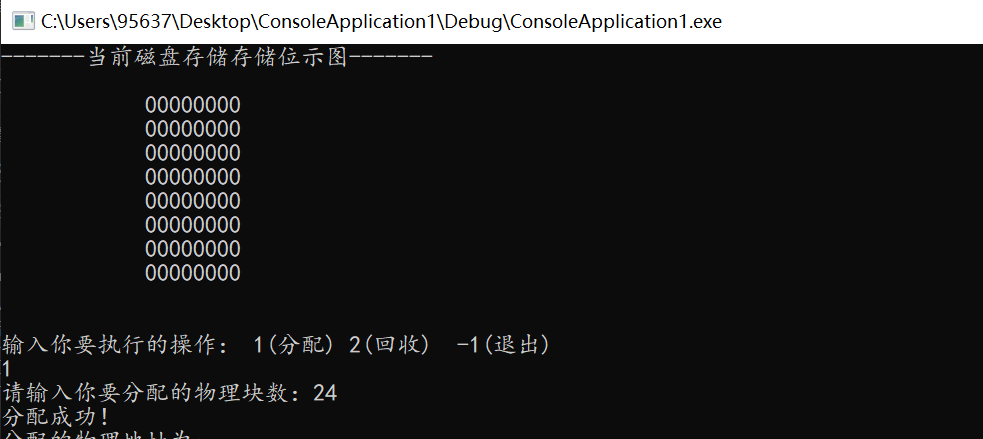 C:\Users\95637\Desktop\ConsoleApplication1\Debug\ConsoleApplication1.exe
-------当前磁盘存储存储位示图-------
00000000
00000000
00000000
00000000
00000000
00000000
00000000
00000000
输入你要执行的操作： 1(分配) 2(回收)  -1(退出)
1
请输入你要分配的物理块数：24
分配成功！